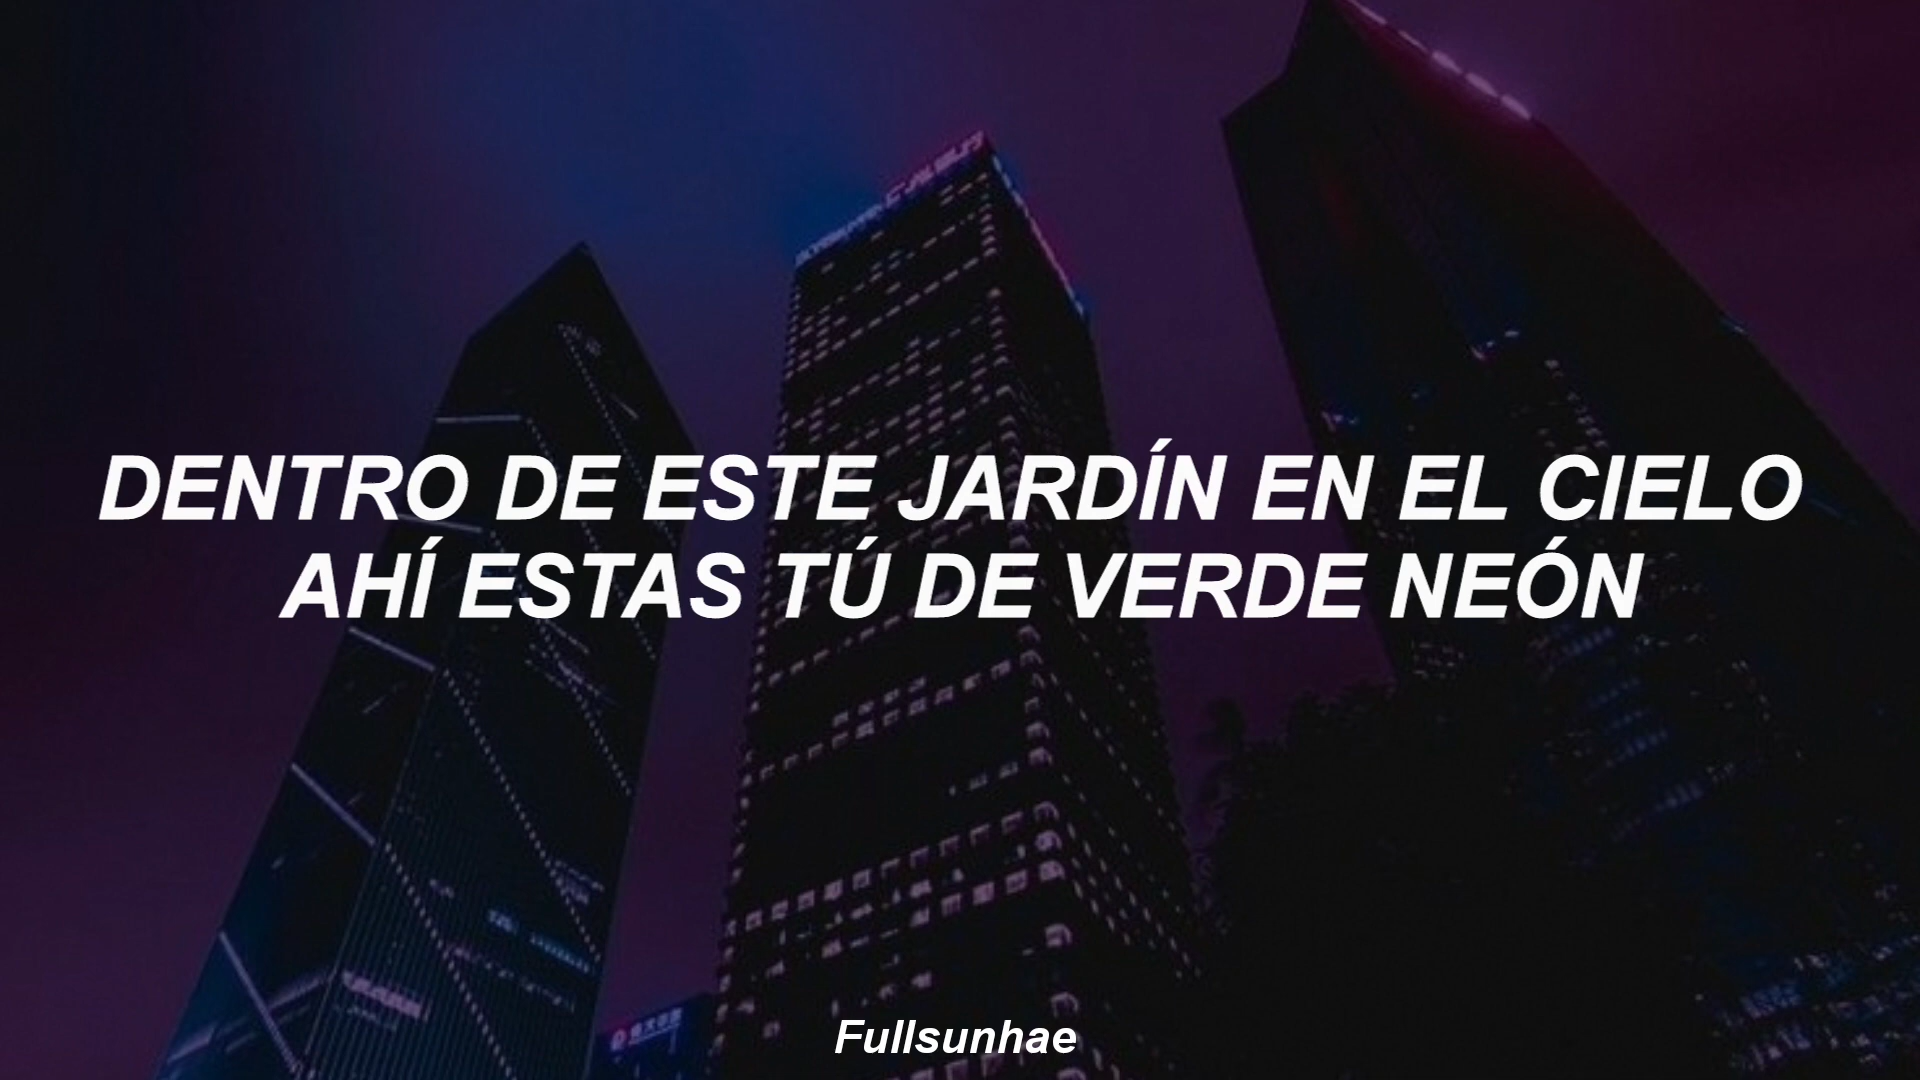 DENTRO DE ESTE JARDÍN EN EL CIELO
AHÍ ESTAS TÚ DE VERDE NEÓN
Fullsunhae